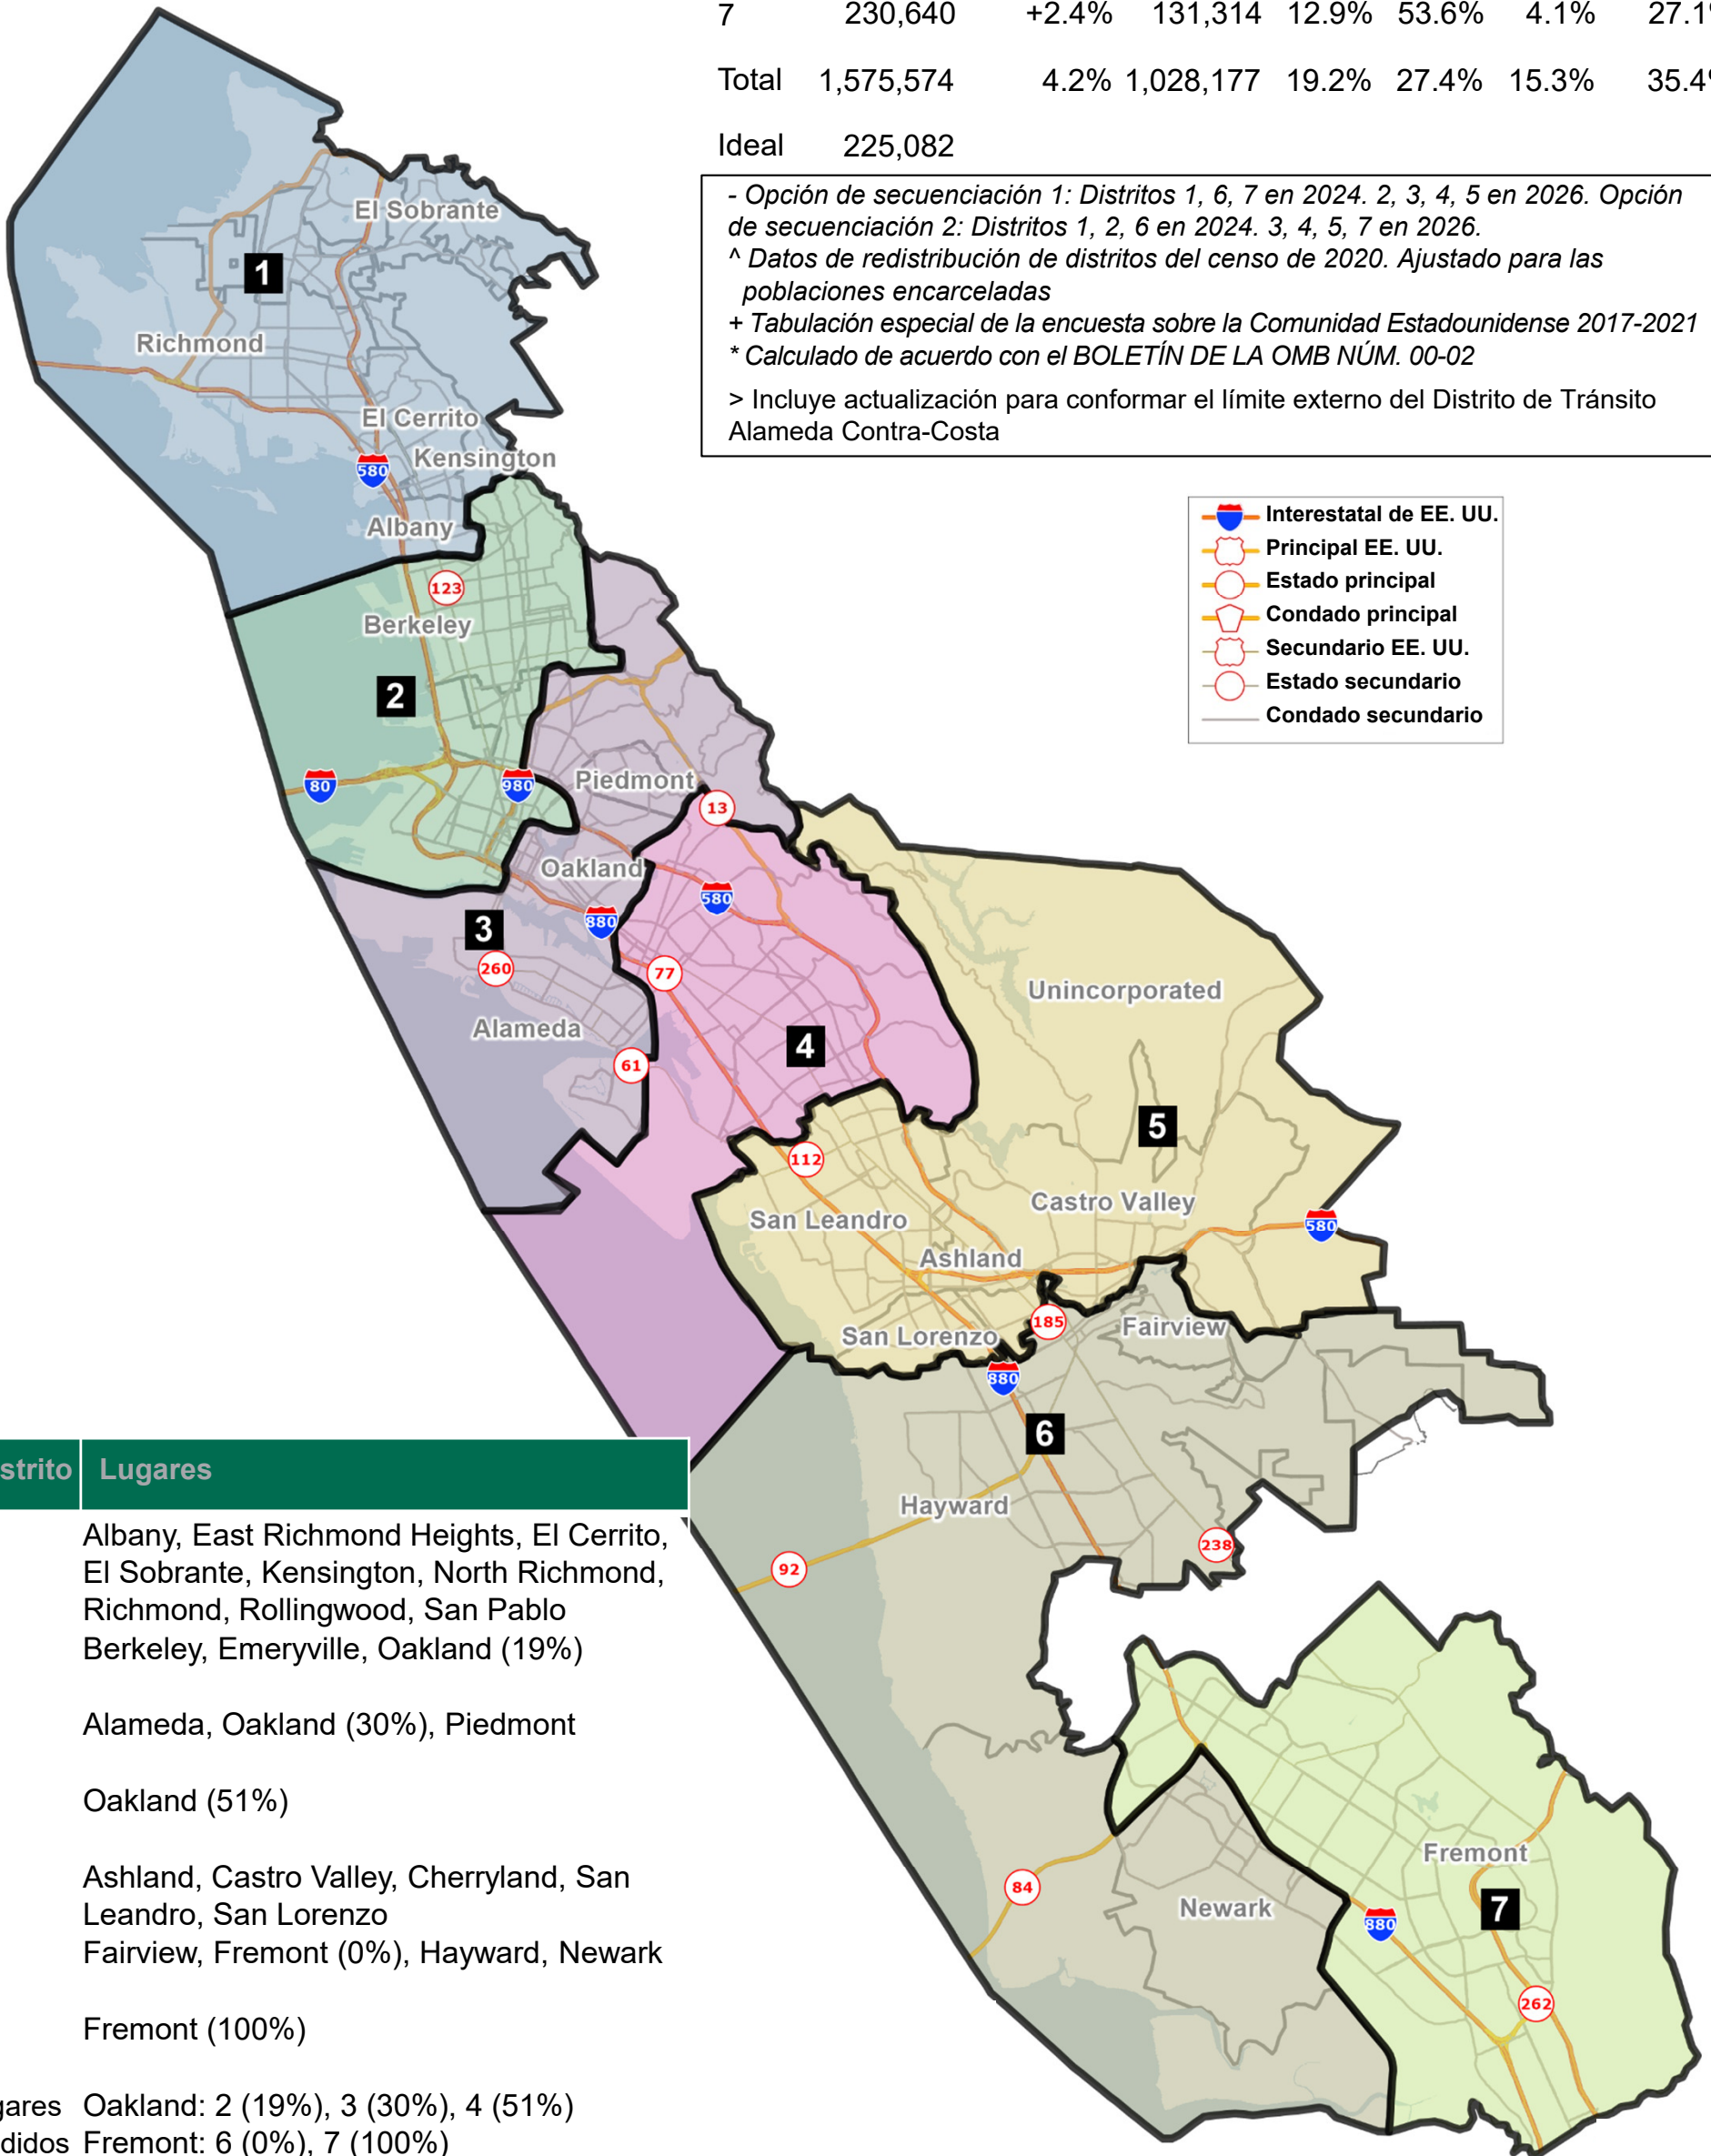 7 230,640 +2.4% 131,314 12.9% 53.6% 4.1% 27.1%
Total 1,575,574 4.2% 1,028,177 19.2% 27.4% 15.3% 35.4%
Ideal 225,082
- Opción de secuenciación 1: Distritos 1, 6, 7 en 2024. 2, 3, 4, 5 en 2026. Opción
de secuenciación 2: Distritos 1, 2, 6 en 2024. 3, 4, 5, 7 en 2026.
^ Datos de redistribución de distritos del censo de 2020. Ajustado para las
poblaciones encarceladas
+ Tabulación especial de la encuesta sobre la Comunidad Estadounidense 2017-2021
* Calculado de acuerdo con el BOLETÍN DE LA OMB NÚM. 00-02
> Incluye actualización para conformar el límite externo del Distrito de Tránsito
Alameda Contra-Costa
Interestatal de EE. UU.
Principal EE. UU.
Estado principal
Condado principal
Secundario EE. UU.
Estado secundario
Condado secundario
El Sobrante
1
Richmond
El Cerrito
Kensington
580
Albany
123
Berkeley
2
80
980
Piedmont
13
Oakland
580
3
880
260
77
Alameda
4
61
Unincorporated
5
112
Castro Valley
San Leandro
580
Ashland
185
Fairview
San Lorenzo
880
6
Hayward
238
92
Fremont
84
Newark
7
880
262
strito Lugares
Albany, East Richmond Heights, El Cerrito,
El Sobrante, Kensington, North Richmond,
Richmond, Rollingwood, San Pablo
Berkeley, Emeryville, Oakland (19%)
Alameda, Oakland (30%), Piedmont
Oakland (51%)
Ashland, Castro Valley, Cherryland, San
Leandro, San Lorenzo
Fairview, Fremont (0%), Hayward, Newark
Fremont (100%)
gares Oakland: 2 (19%), 3 (30%), 4 (51%)
didos Fremont: 6 (0%), 7 (100%)